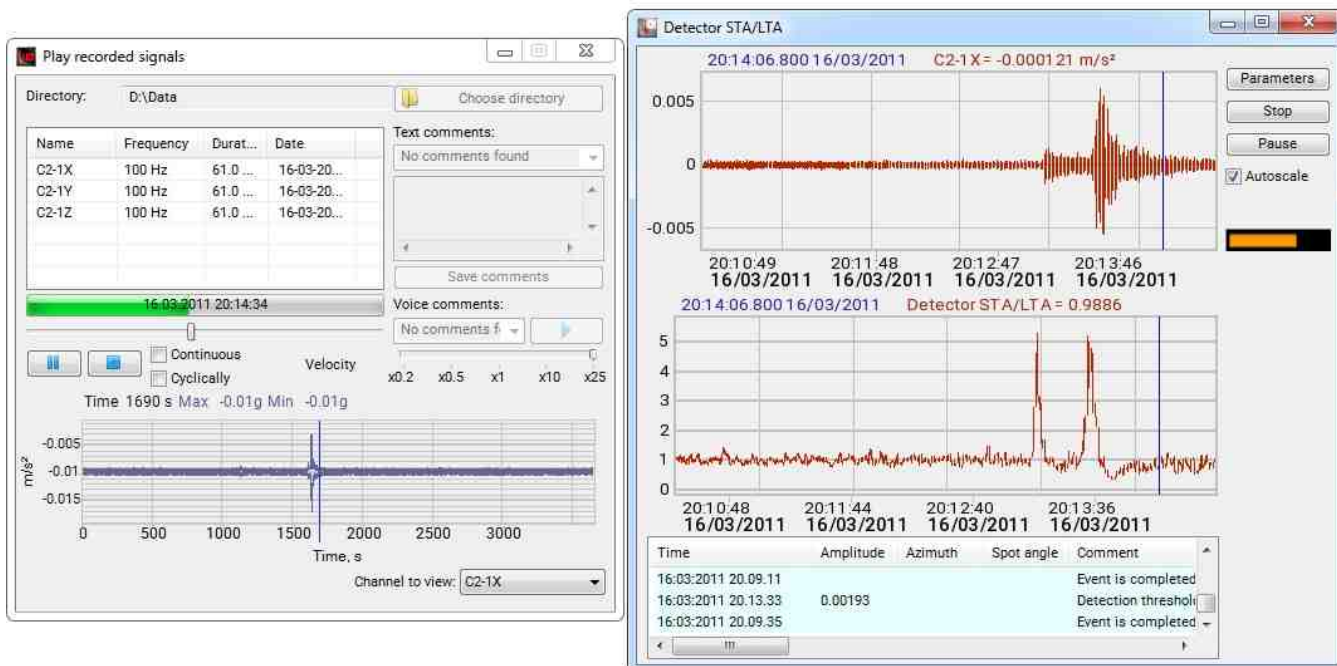 Play recorded signals
Directory: D:\Data Choose directory
Name Frequency Durat... Date
C2-1X 100 Hz 61.0 ... 16-03-20...
C2-1Y 100 Hz 61.0 ... 16-03-20...
C2-1Z 100 Hz 61.0 ... 16-03-20...
Text comments:
No comments found
Save comments
16.03.2011 20:14:34
Voice comments:
No comments f
Continuous
Cyclically
Velocity
x0.2 x0.5 x1 x10 x25
Time 1690 s Max -0.01g Min -0.01g
m/s²
-0.005
-0.01
-0.015
0 500 1000 1500 2000 2500 3000
Time, s
Channel to view: C2-1X
Detector STA/LTA
20:14:06.800 16/03/2011 C2-1X= -0.000121 m/s²
0.005
0
-0.005
20:10:49 20:11:48 20:12:47 20:13:46
16/03/2011 16/03/2011 16/03/2011 16/03/2011
Parameters
Stop
Pause
Autoscale
20:14:06.800 16/03/2011 Detector STA/LTA = 0.9886
5
4
3
2
1
0
20:10:48 20:11:44 20:12:40 20:13:36
16/03/2011 16/03/2011 16/03/2011 16/03/2011
Time Amplitude Azimuth Spot angle Comment
16:03:2011 20.09.11 Event is completed
16:03:2011 20.13.33 0.00193 Detection threshol
16:03:2011 20.09.35 Event is completed